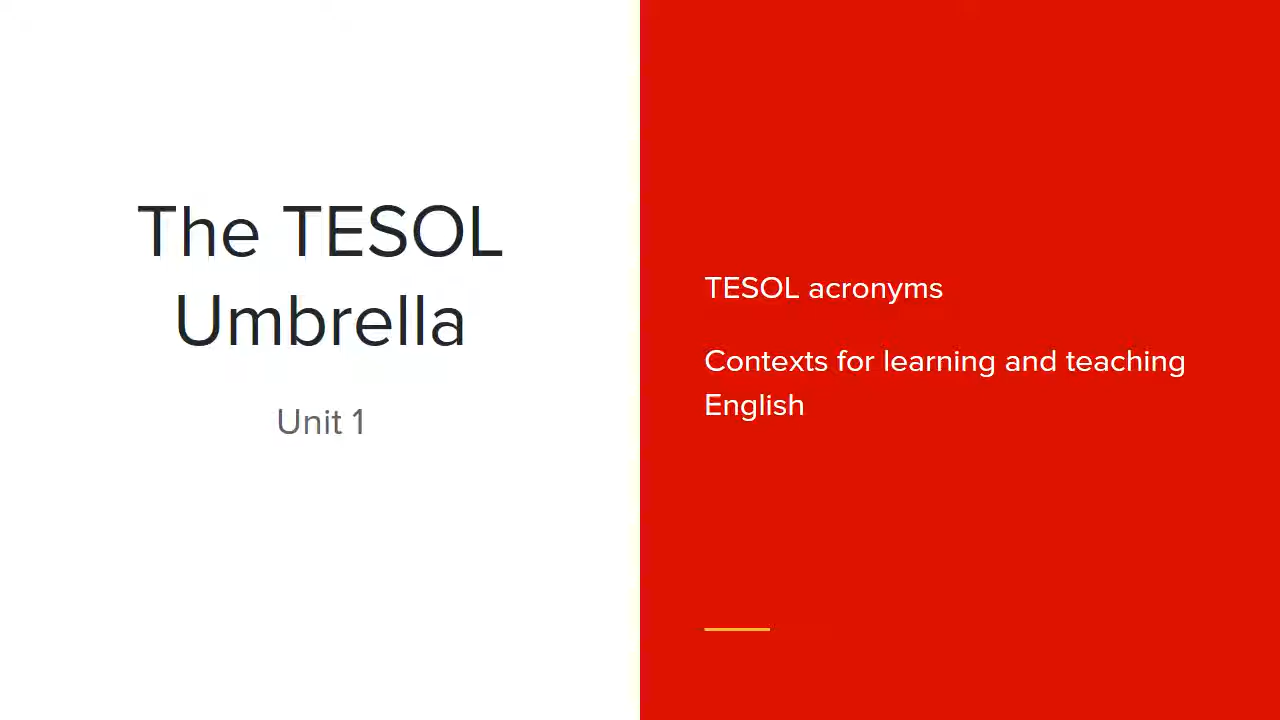 The TESOL
Umbrella
Unit 1
TESOL acronyms
Contexts for learning and teaching
English